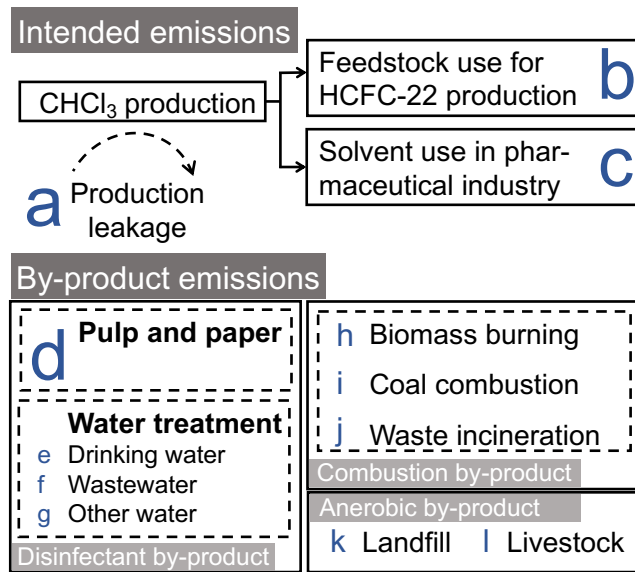 Intended emissions
CHCl₃ production
Feedstock use for
HCFC-22 production
b
Solvent use in phar-
maceutical industry
c
a Production
leakage
By-product emissions
d Pulp and paper
Water treatment
e Drinking water
f Wastewater
g Other water
Disinfectant by-product
h Biomass burning
i Coal combustion
j Waste incineration
Combustion by-product
Anerobic by-product
k Landfill l Livestock